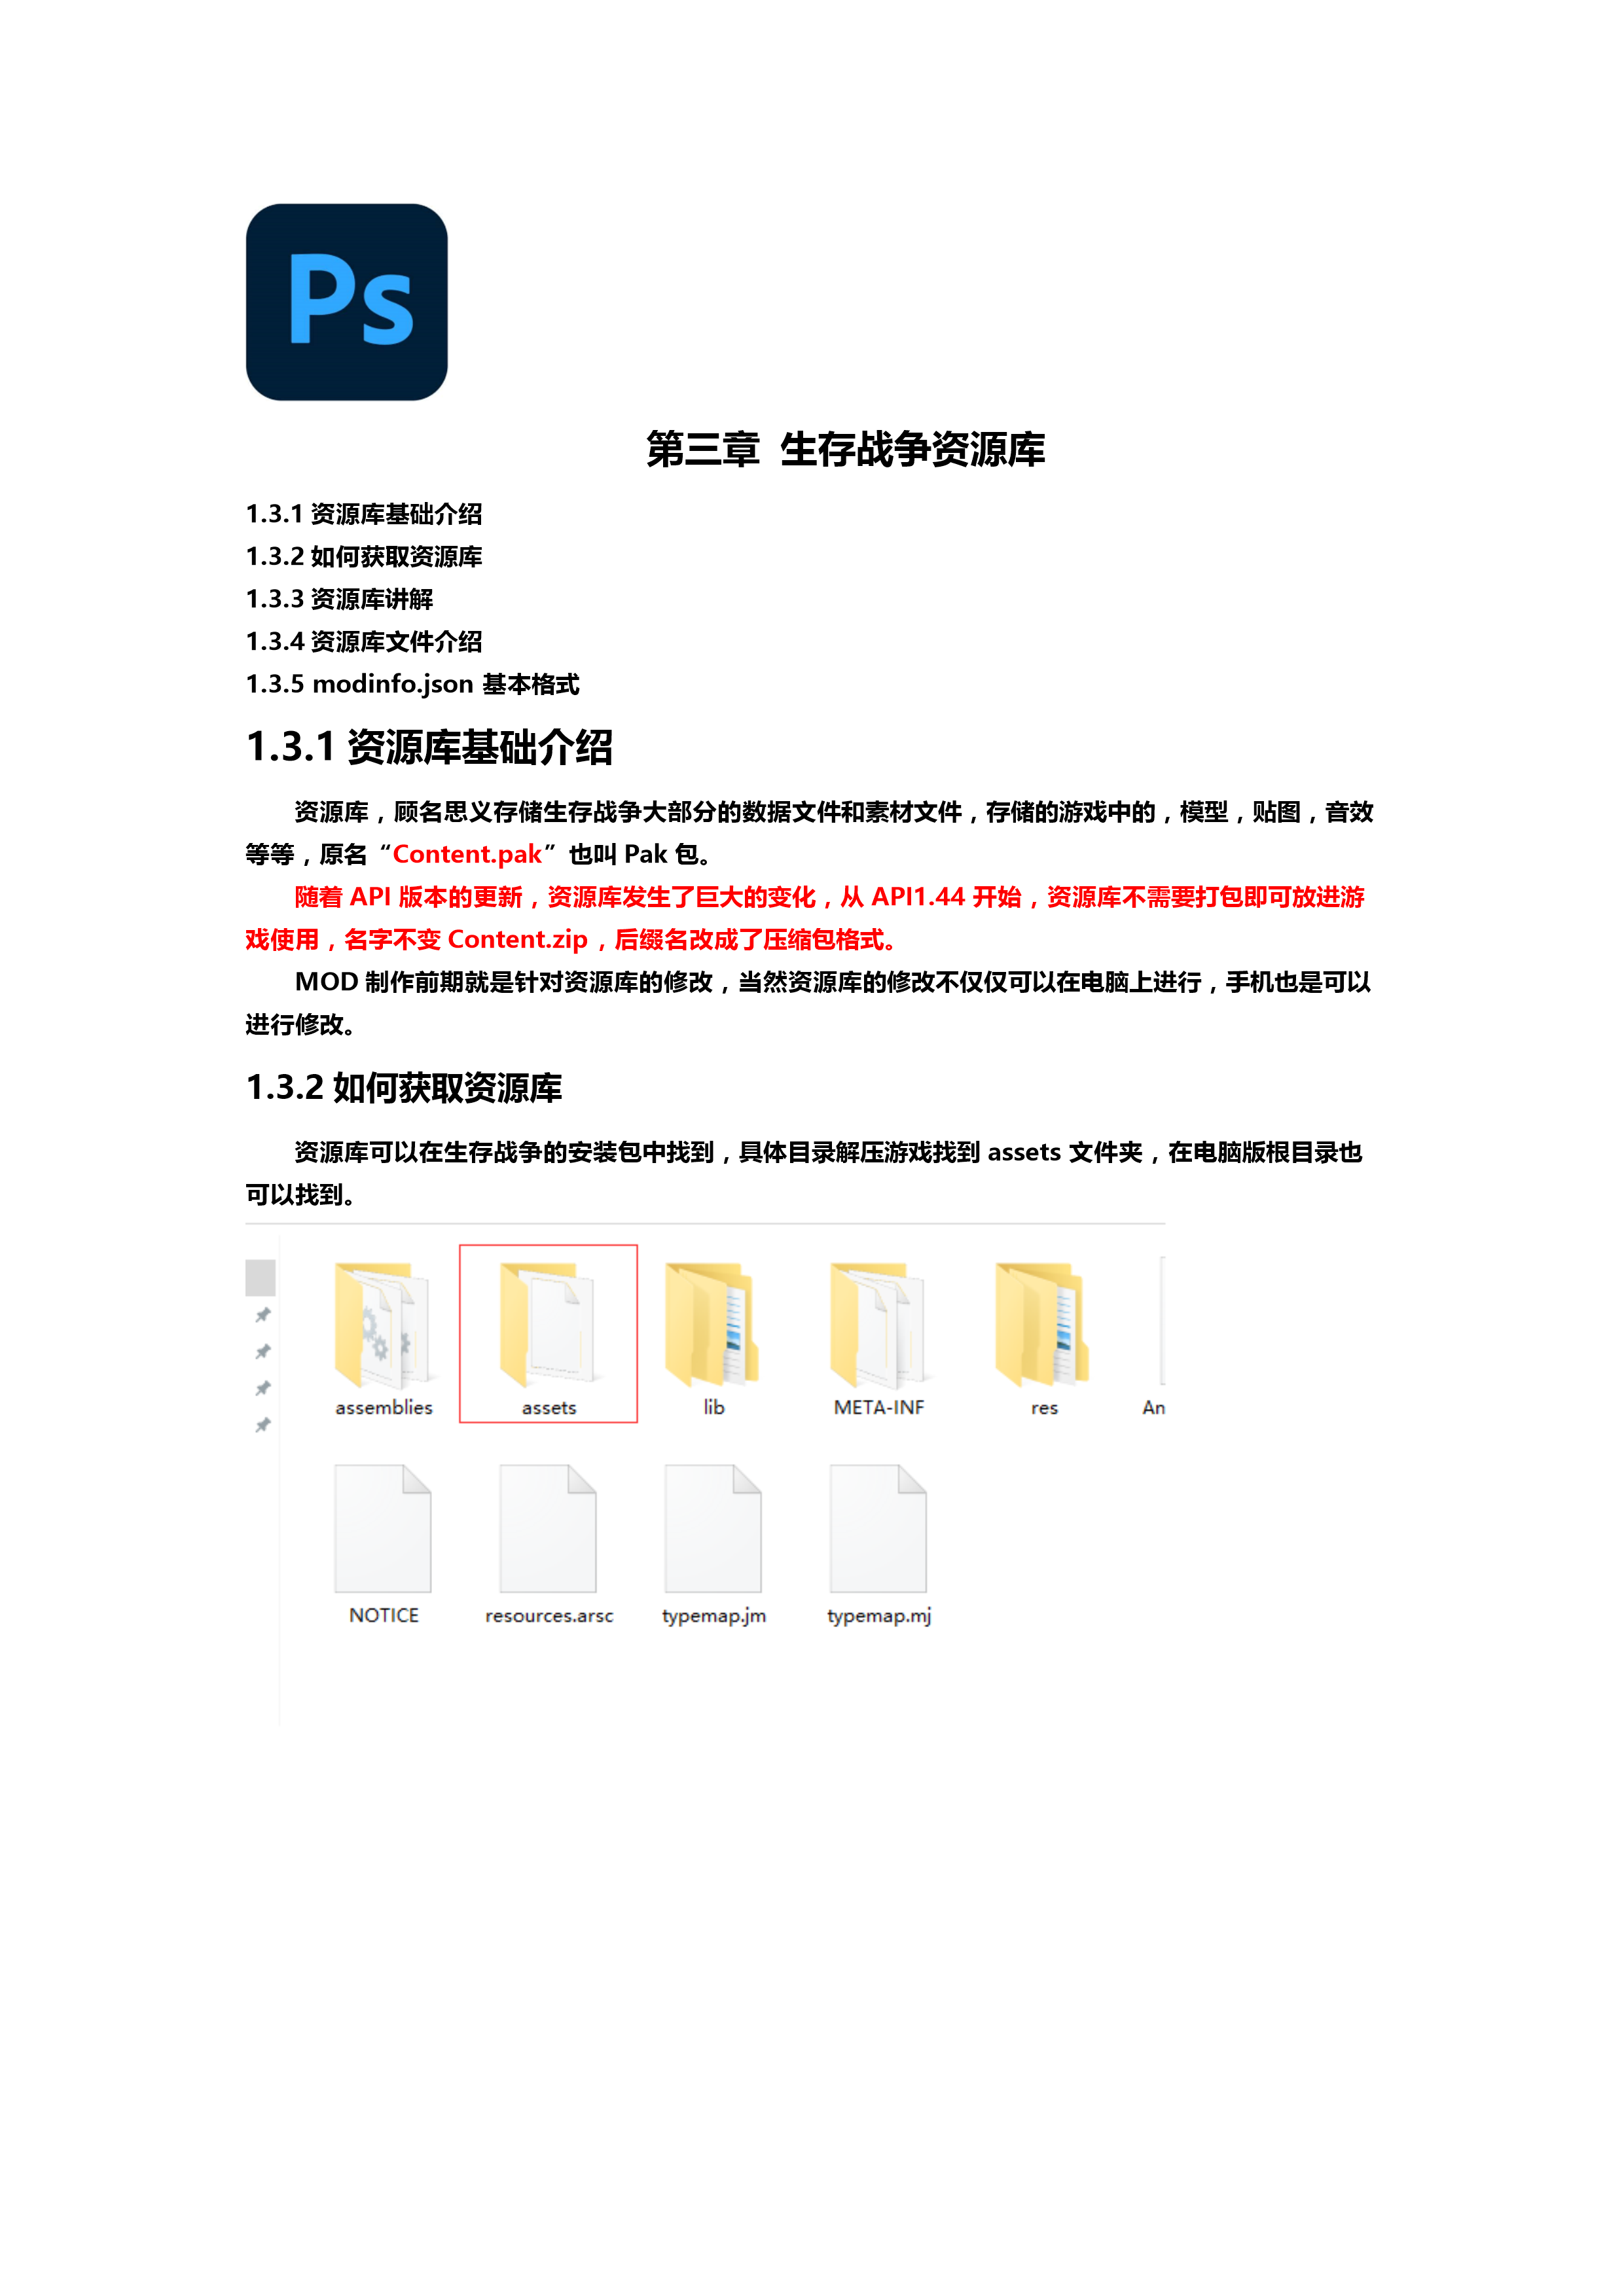 Ps
第三章 生存战争资源库
1.3.1 资源库基础介绍
1.3.2 如何获取资源库
1.3.3 资源库讲解
1.3.4 资源库文件介绍
1.3.5 modinfo.json 基本格式
1.3.1 资源库基础介绍
资源库，顾名思义存储生存战争大部分的数据文件和素材文件，存储的游戏中的，模型，贴图，音效
等等，原名“Content.pak”也叫 Pak 包。
随着 API 版本的更新，资源库发生了巨大的变化，从 API1.44 开始，资源库不需要打包即可放进游
戏使用，名字不变 Content.zip，后缀名改成了压缩包格式。
MOD 制作前期就是针对资源库的修改，当然资源库的修改不仅仅可以在电脑上进行，手机也是可以
进行修改。
1.3.2 如何获取资源库
资源库可以在生存战争的安装包中找到，具体目录解压游戏找到 assets 文件夹，在电脑版根目录也
可以找到。
assemblies assets lib META-INF res An
NOTICE resources.arsc typemap.jm typemap.mj